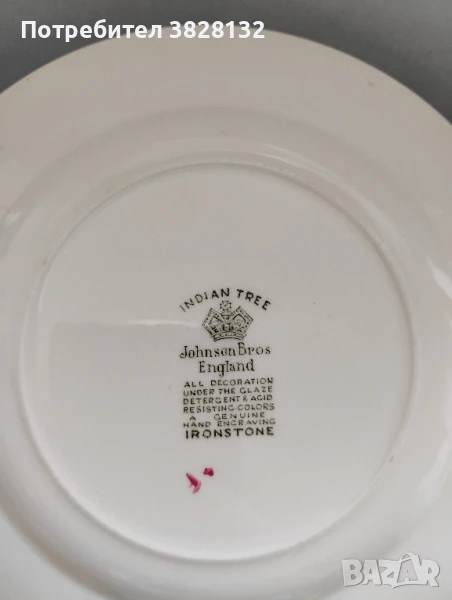 Потребител 3828132
INDIAN TREE
Johnson Bros
England
ALL DECORATION
UNDER THE GLAZE
DETERGENT & ACID
RESISTING COLORS
A GENUINE
HAND ENGRAVING
IRONSTONE
BAZAR